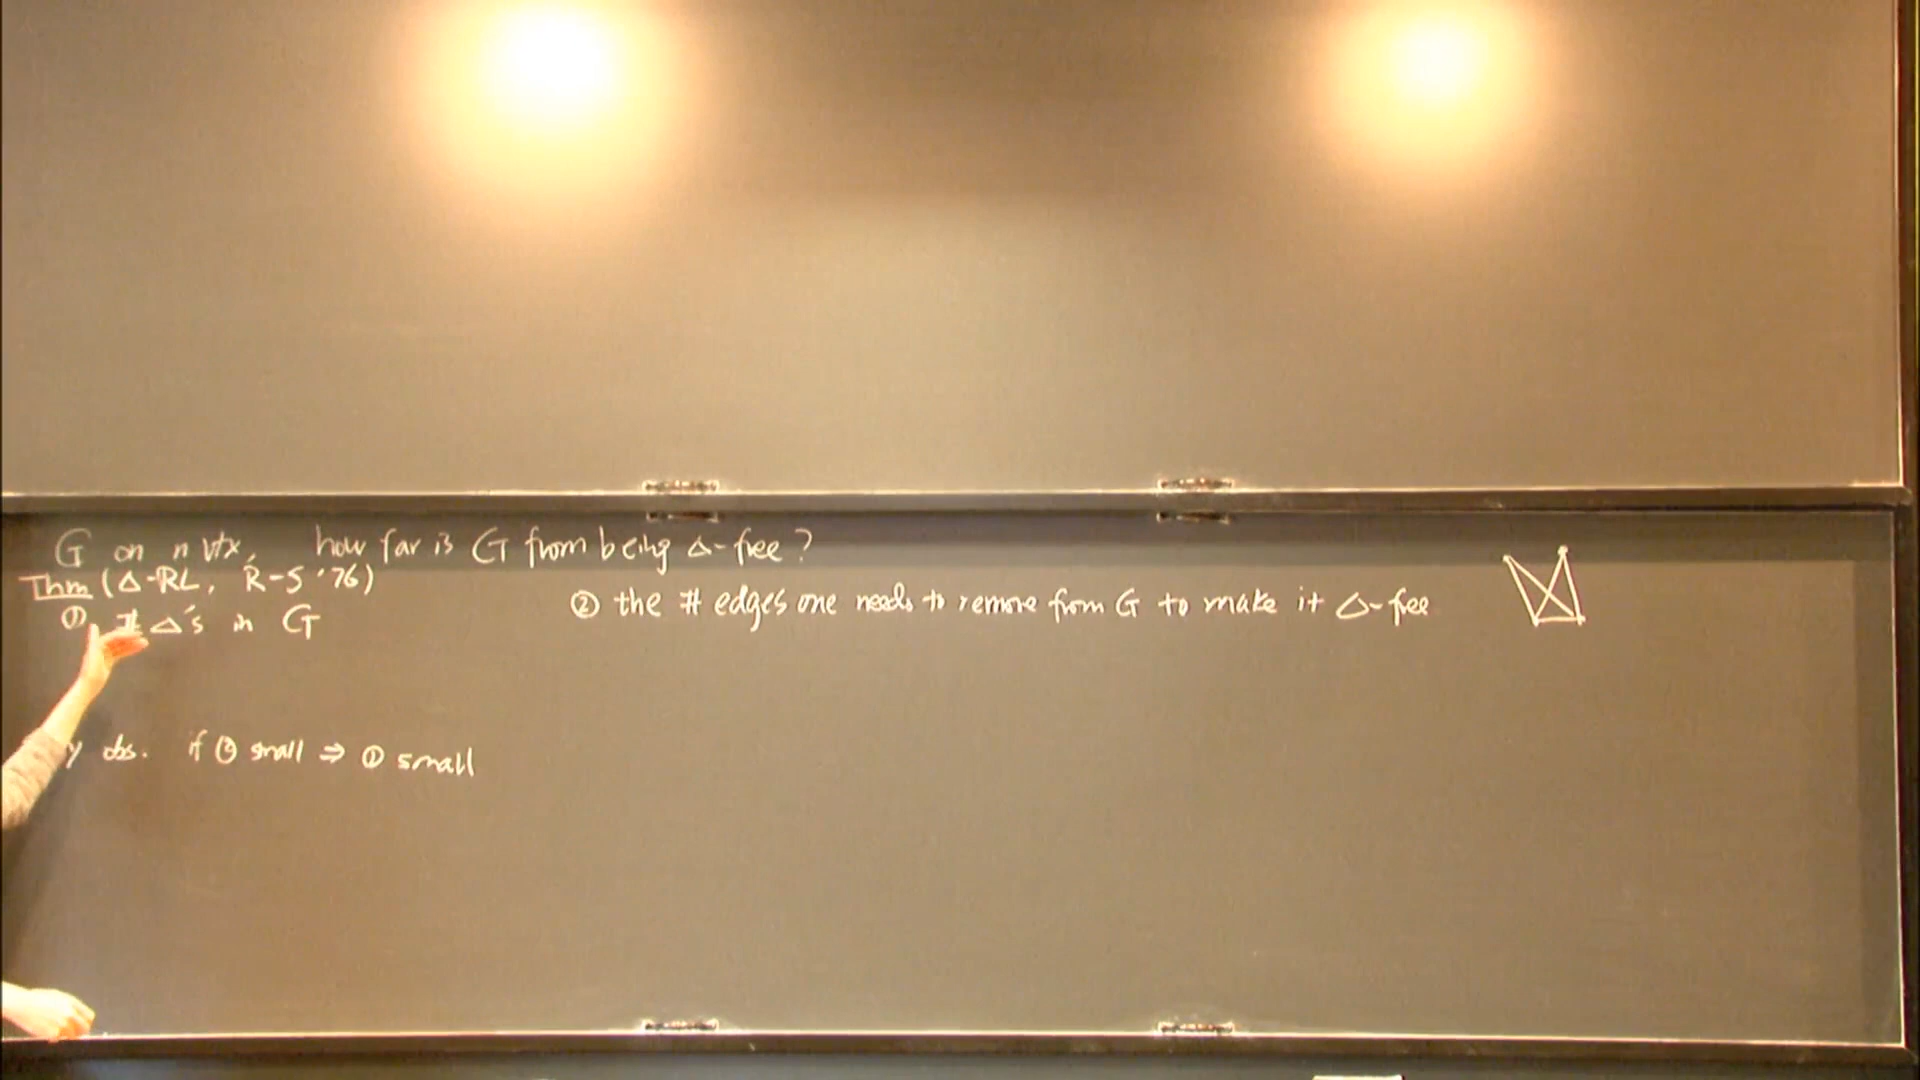 G on n vtx, how far is G from being Δ-free?
Thm (Δ-RL, R-S '76)
① # Δ's in G
② the # edges one needs to remove from G to make it Δ-free
y obs. if ② small ⇒ ① small